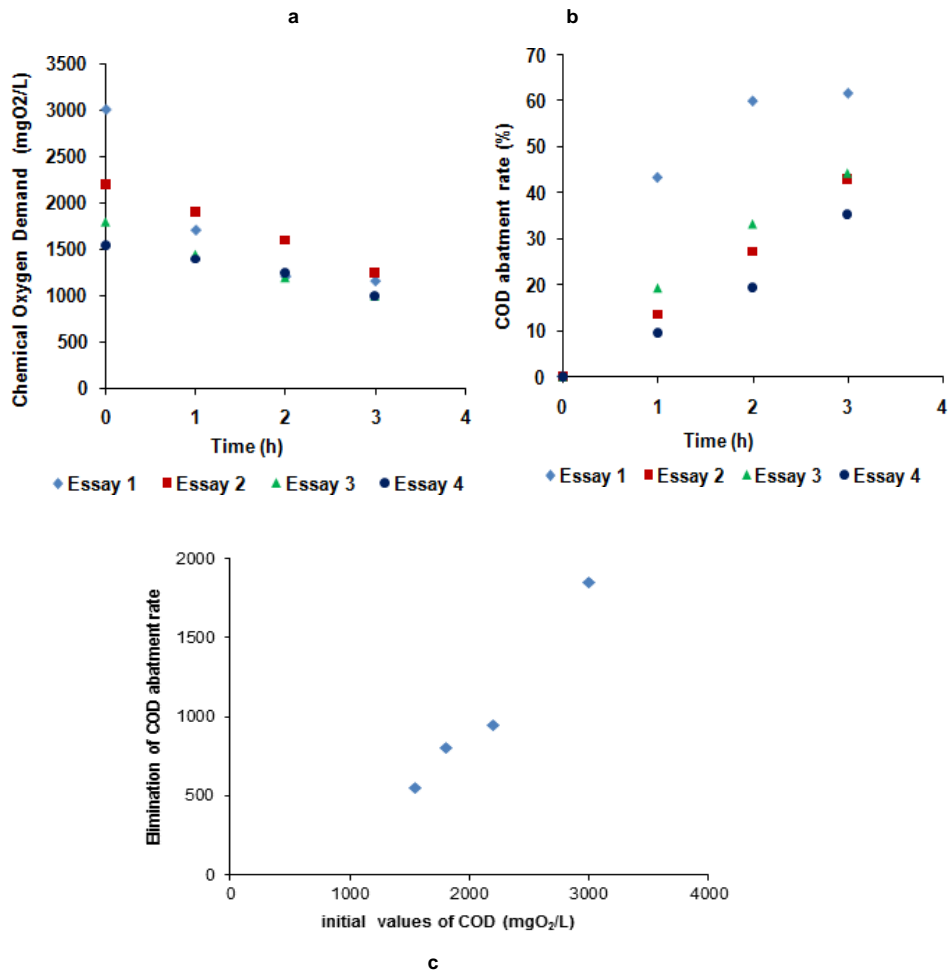 a
3500
3000
2500
2000
1500
1000
500
0
Chemical Oxygen Demand (mgO2/L)
0 1 2 3 4
Time (h)
Essay 1 Essay 2 Essay 3 Essay 4
b
70
60
50
40
30
20
10
0
COD abatment rate (%)
0 1 2 3 4
Time (h)
Essay 1 Essay 2 Essay 3 Essay 4
2000
1500
1000
500
0
Elimination of COD abatment rate
0 1000 2000 3000 4000
initial values of COD (mgO₂/L)
c